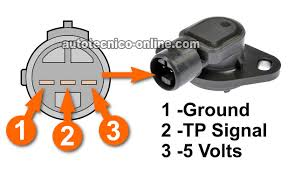 autotecnico-online.com
1 2 3
1 -Ground
2 -TP Signal
3 -5 Volts